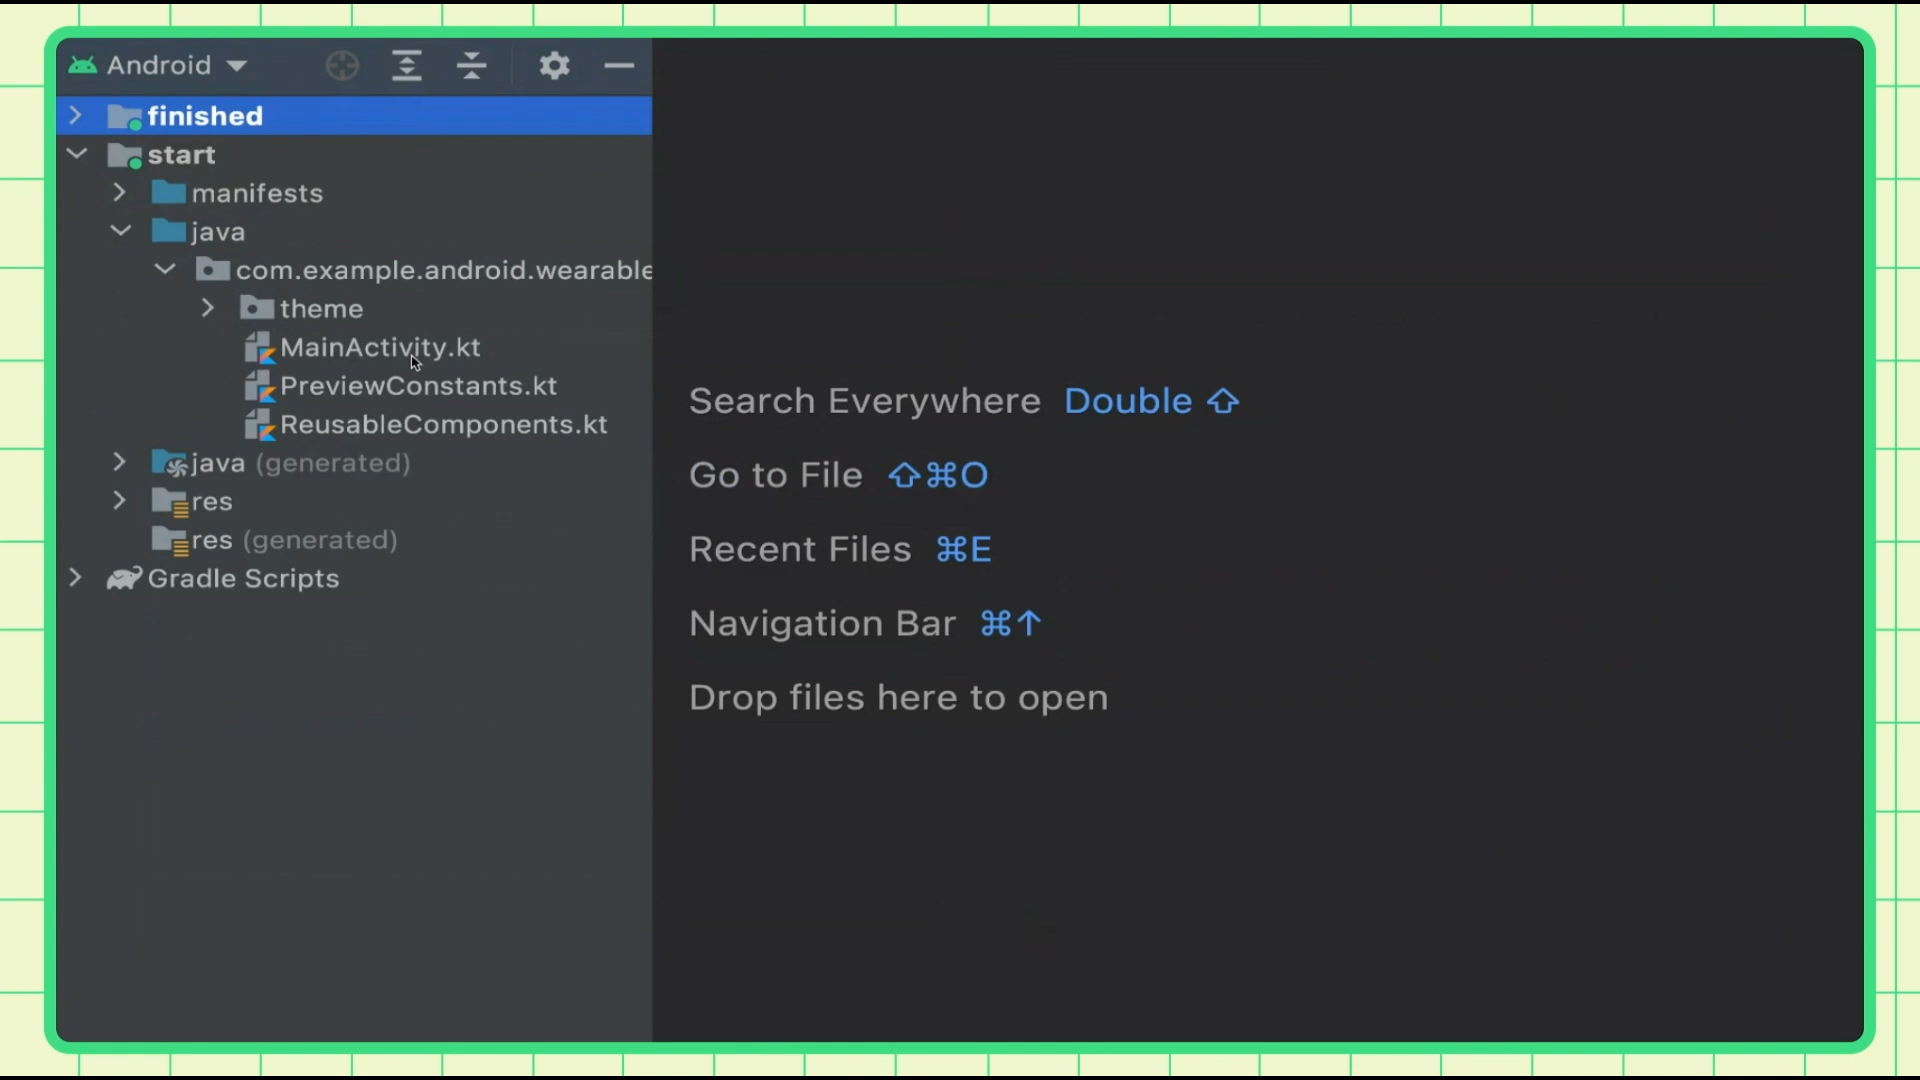 Android
finished
start
manifests
java
com.example.android.wearable
theme
MainActivity.kt
PreviewConstants.kt
ReusableComponents.kt
java (generated)
res
res (generated)
Gradle Scripts
Search Everywhere Double ⇧
Go to File ⇧⌘O
Recent Files ⌘E
Navigation Bar ⌘↑
Drop files here to open